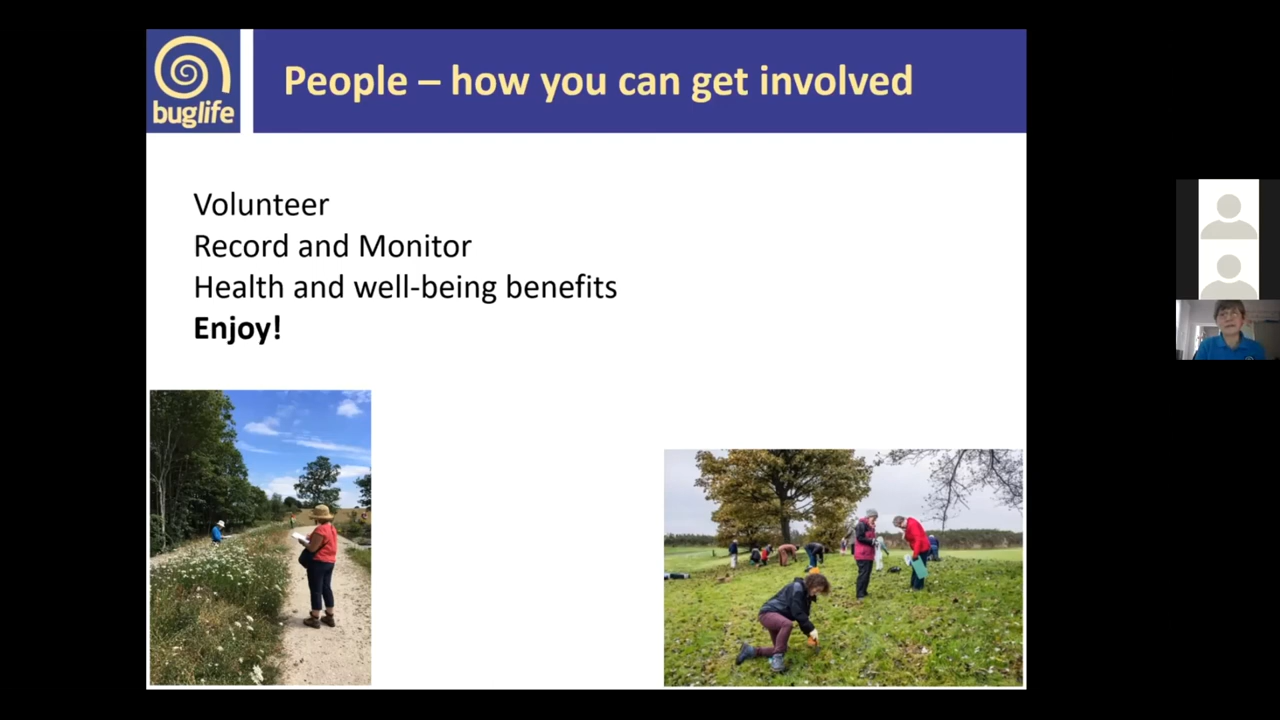 buglife
People – how you can get involved
Volunteer
Record and Monitor
Health and well-being benefits
Enjoy!